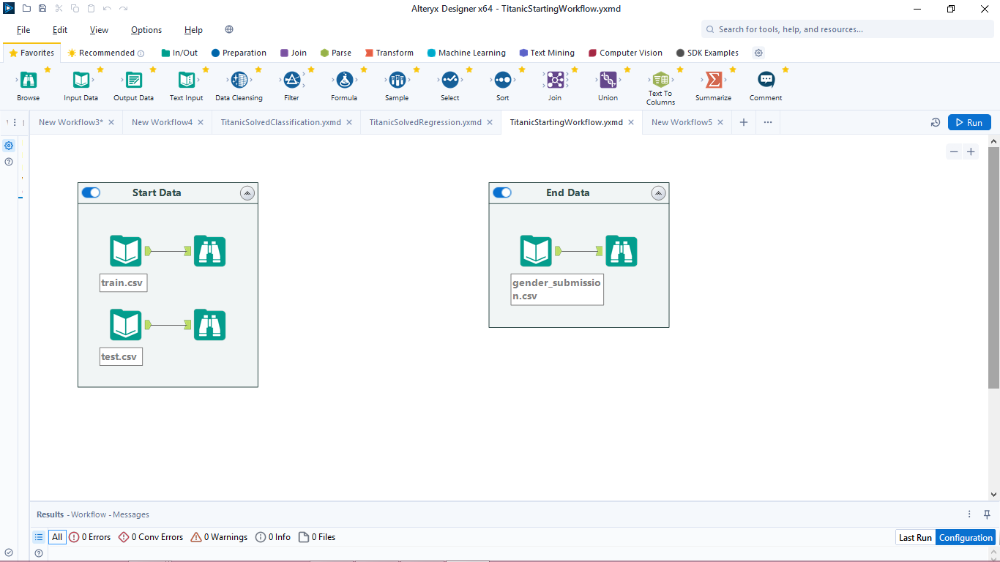 Alteryx Designer x64 - TitanicStartingWorkflow.yxmd
File Edit View Options Help
Search for tools, help, and resources...
Favorites Recommended In/Out Preparation Join Parse Transform Machine Learning Text Mining Computer Vision SDK Examples
Browse Input Data Output Data Text Input Data Cleansing Filter Formula Sample Select Sort Join Union Text To Columns Summarize Comment
New Workflow3* New Workflow4 TitanicSolvedClassification.yxmd TitanicSolvedRegression.yxmd TitanicStartingWorkflow.yxmd New Workflow5 Run
Start Data
train.csv
test.csv
End Data
gender_submissio
n.csv
Results - Workflow - Messages
All 0 Errors 0 Conv Errors 0 Warnings 0 Info 0 Files Last Run Configuration